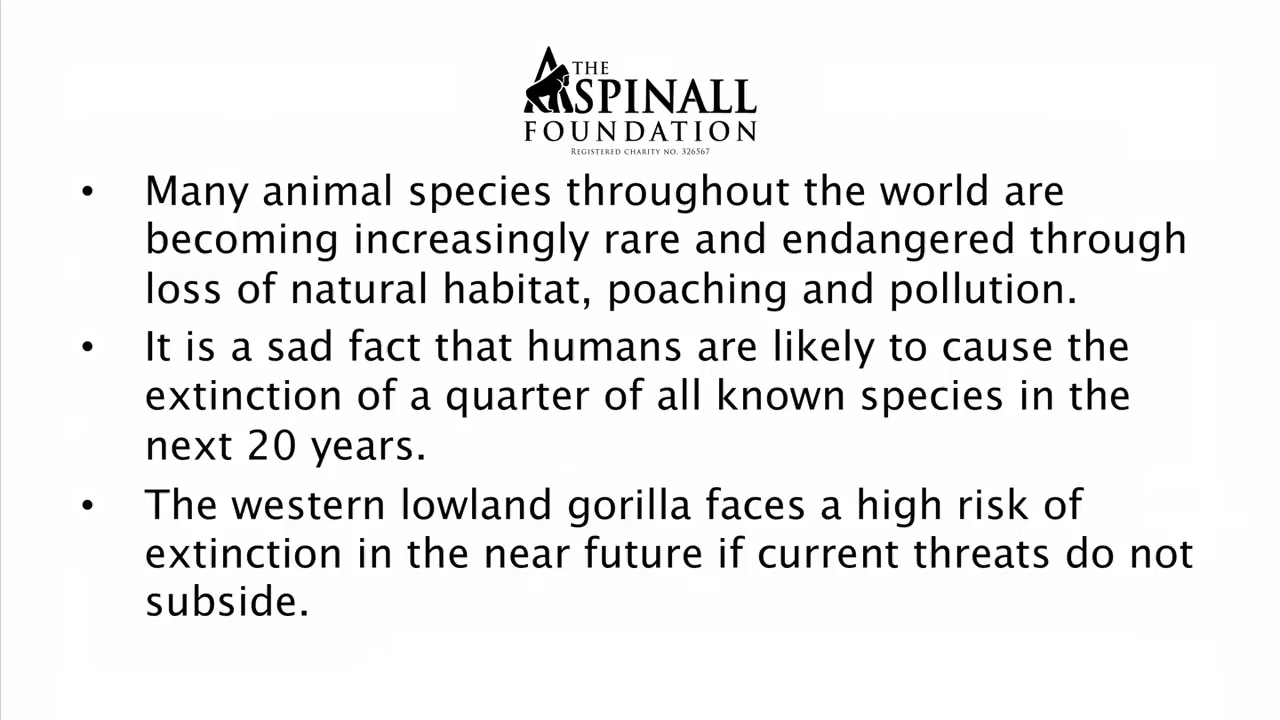 THE
ASPINALL
FOUNDATION
REGISTERED CHARITY NO. 326567
• Many animal species throughout the world are
becoming increasingly rare and endangered through
loss of natural habitat, poaching and pollution.
• It is a sad fact that humans are likely to cause the
extinction of a quarter of all known species in the
next 20 years.
• The western lowland gorilla faces a high risk of
extinction in the near future if current threats do not
subside.